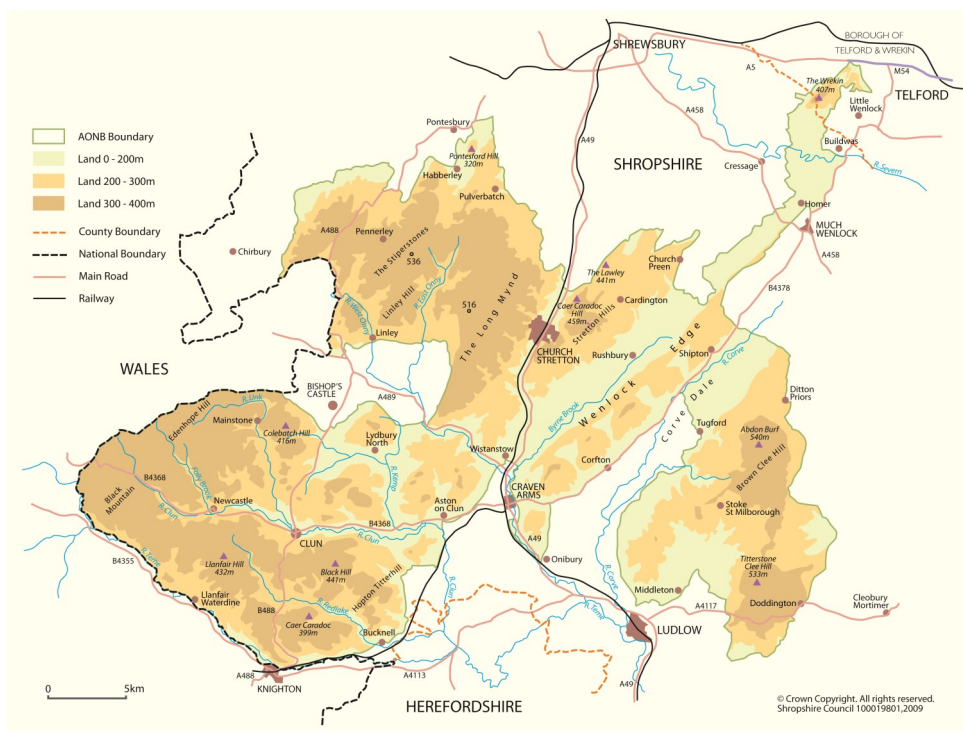 SHREWSBURY
BOROUGH OF
TELFORD & WREKIN
A5
M54
The Wrekin
407m
TELFORD
Little
Wenlock
A458
Pontesbury
A49
Buildwas
AONB Boundary
Land 0 - 200m
Land 200 - 300m
Land 300 - 400m
County Boundary
National Boundary
Main Road
Railway
Pontesford Hill
320m
Habberley
SHROPSHIRE
Cressage
R.Severn
Pulverbatch
Homer
A488
Pennerley
MUCH
WENLOCK
Chirbury
The Stiperstones
536
A458
Church
Preen
The Lawley
441m
B4378
R.East Onny
Linley Hill
R.West Onny
516
The Long Mynd
Caer Caradoc
Hill
459m
Cardington
Stretton Hills
Linley
CHURCH
STRETTON
Rushbury
Wenlock Edge
Shipton
R.Corve
WALES
BISHOP'S
CASTLE
A489
Ditton
Priors
R.Unk
Edenhope Hill
Mainstone
Colebatch Hill
416m
Lydbury
North
Byrne Brook
Corve Dale
Tugford
Abdon Burf
540m
Brown Clee Hill
Wistanstow
Corfton
B4368
Folly Brook
R.Kemp
Black
Mountain
R.Clun
Newcastle
CRAVEN
ARMS
Aston
on Clun
Stoke
St Milborough
B4368
CLUN
R.Clun
A49
B4355
R.Teme
Llanfair Hill
432m
Black Hill
441m
Hopton Titterhill
Onibury
Titterstone
Clee Hill
533m
R.Clun
R.Corve
Middleton
Llanfair
Waterdine
R.Redlake
B488
Caer Caradoc
399m
R.Teme
A4117
Doddington
Cleobury
Mortimer
Bucknell
LUDLOW
A488
KNIGHTON
A4113
A49
0
5km
HEREFORDSHIRE
© Crown Copyright. All rights reserved.
Shropshire Council 100019801,2009